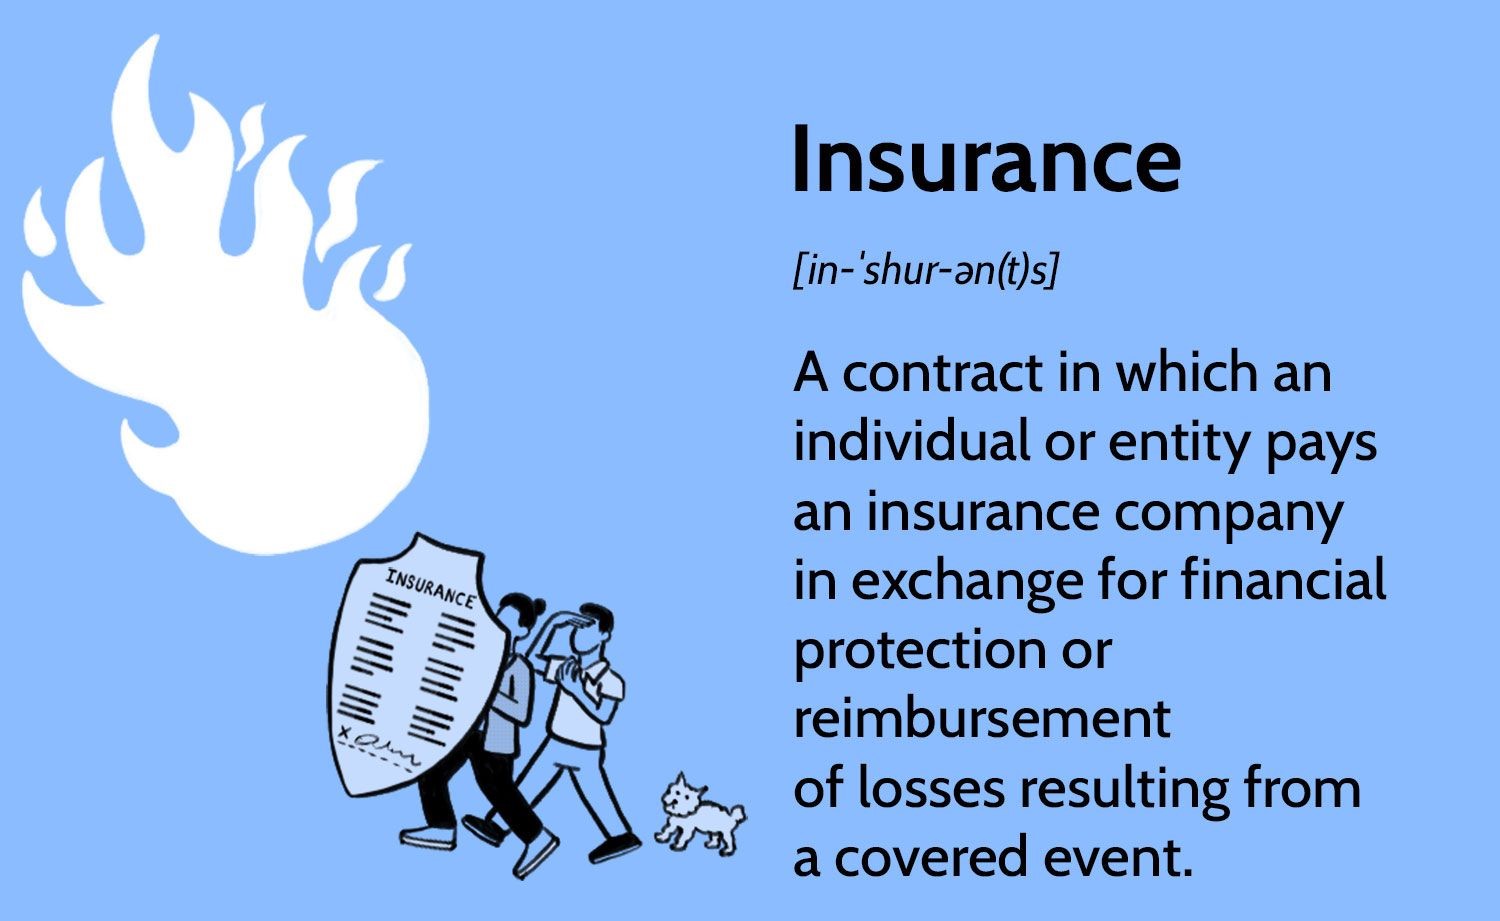 Insurance
[in-ˈshur-ən(t)s]
A contract in which an
individual or entity pays
an insurance company
in exchange for financial
protection or
reimbursement
of losses resulting from
a covered event.
INSURANCE
x